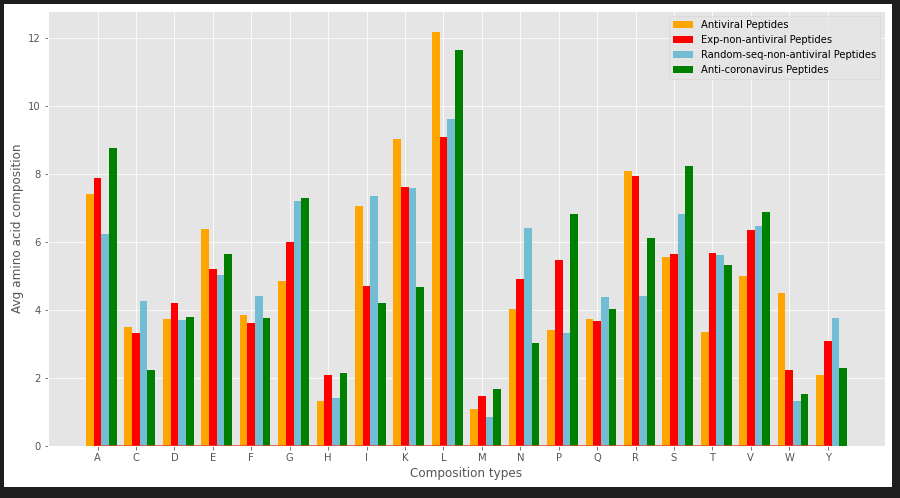 Antiviral Peptides
Exp-non-antiviral Peptides
Random-seq-non-antiviral Peptides
Anti-coronavirus Peptides
Avg amino acid composition
12
10
8
6
4
2
0
A C D E F G H I K L M N P Q R S T V W Y
Composition types